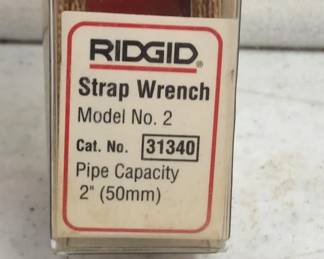 RIDGID®
Strap Wrench
Model No. 2
Cat. No. 31340
Pipe Capacity
2" (50mm)